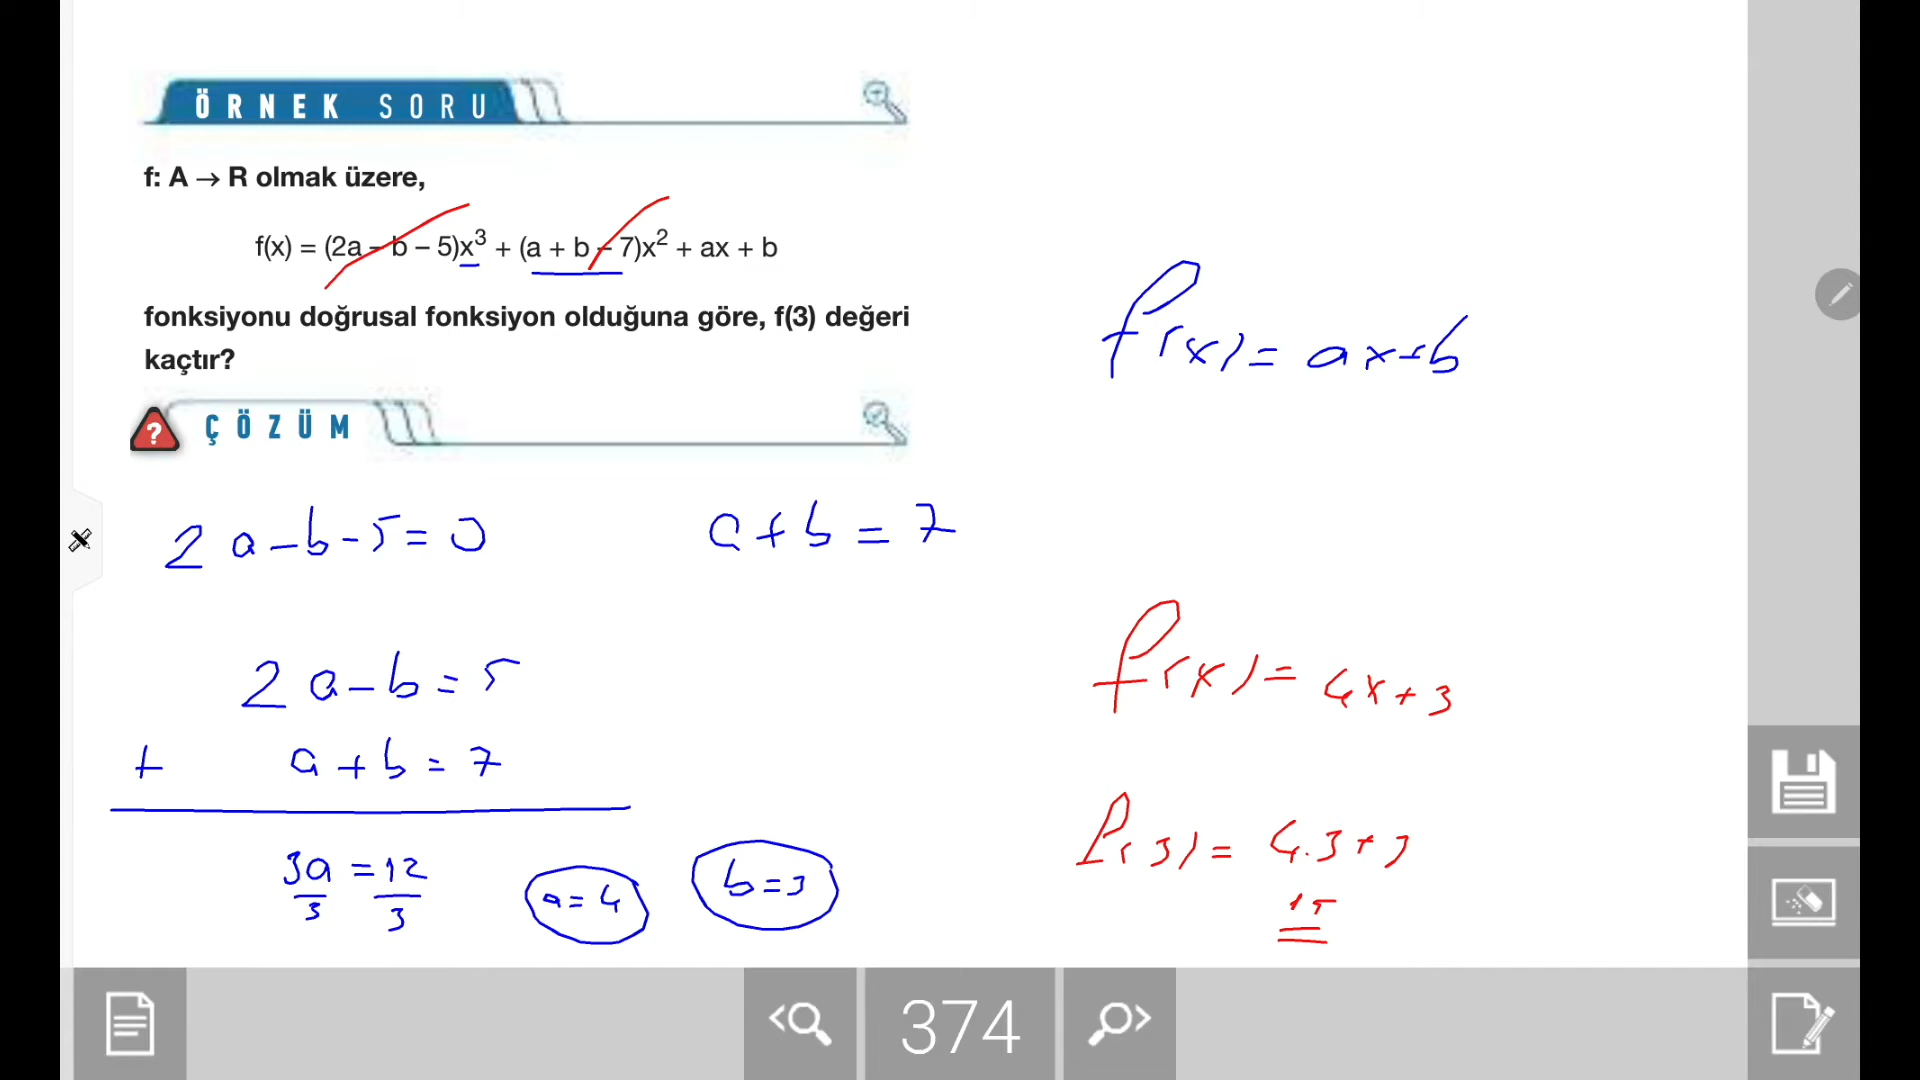 ÖRNEK SORU
f: A → R olmak üzere,
f(x) = (2a – b – 5)x³ + (a + b – 7)x² + ax + b
fonksiyonu doğrusal fonksiyon olduğuna göre, f(3) değeri
kaçtır?
? ÇÖZÜM
2a-b-5=0
a+b=7
2a-b=5
+ a+b=7
3a/3 = 12/3
a=4
b=3
f(x)=ax+b
f(x)=4x+3
f(3)=4.3+3
15
374